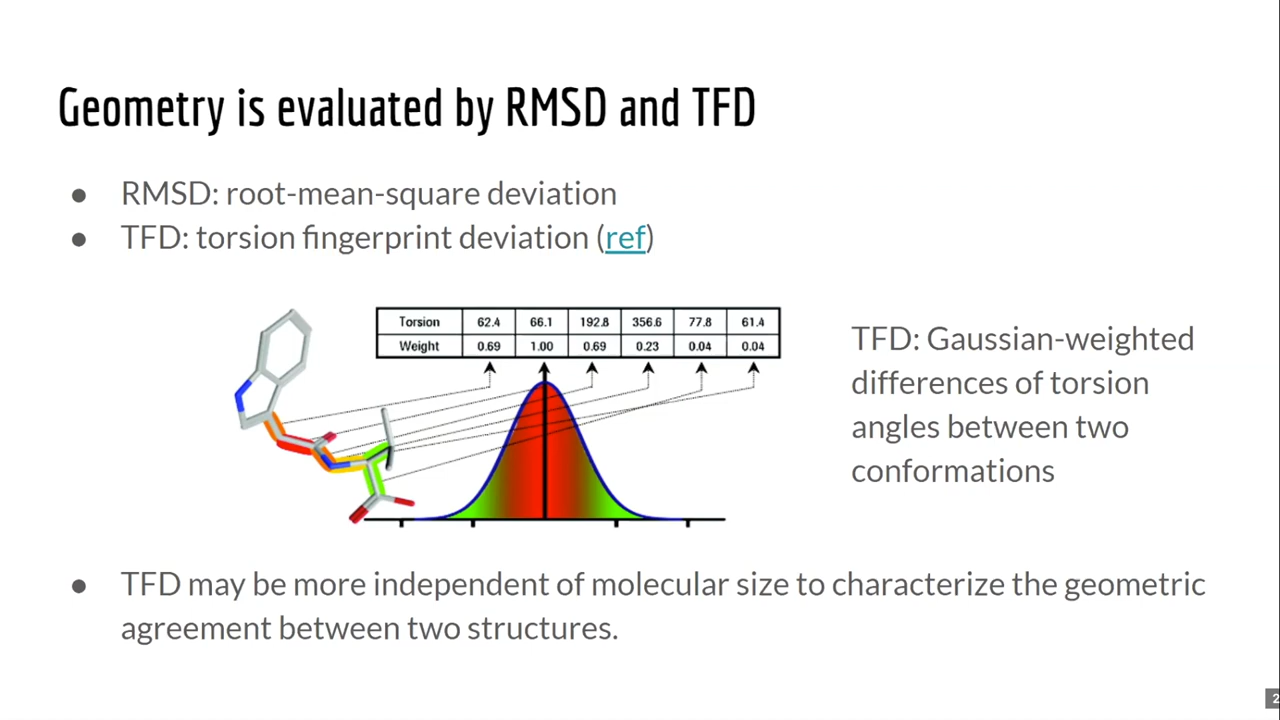 Geometry is evaluated by RMSD and TFD
● RMSD: root-mean-square deviation
● TFD: torsion fingerprint deviation (ref)
Torsion 62.4 66.1 192.8 356.6 77.8 61.4
Weight 0.69 1.00 0.69 0.23 0.04 0.04
TFD: Gaussian-weighted
differences of torsion
angles between two
conformations
● TFD may be more independent of molecular size to characterize the geometric
agreement between two structures.
2